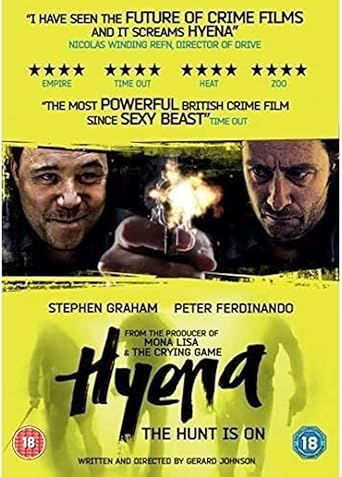 "I HAVE SEEN THE FUTURE OF CRIME FILMS
AND IT SCREAMS HYENA"
NICOLAS WINDING REFN, DIRECTOR OF DRIVE
★★★★ ★★★★ ★★★★ ★★★★
EMPIRE TIME OUT HEAT ZOO
"THE MOST POWERFUL BRITISH CRIME FILM
SINCE SEXY BEAST" TIME OUT
STEPHEN GRAHAM PETER FERDINANDO
FROM THE PRODUCER OF
MONA LISA
& THE CRYING GAME
Hyena
THE HUNT IS ON
18 18
WRITTEN AND DIRECTED BY GERARD JOHNSON